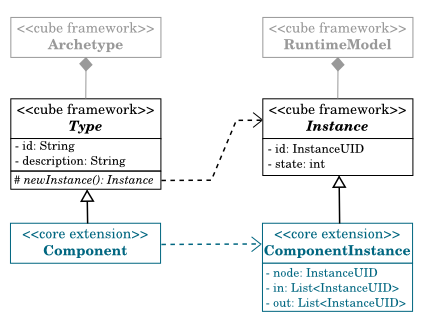 <<cube framework>>
Archetype
<<cube framework>>
RuntimeModel
<<cube framework>>
Type
- id: String
- description: String
# newInstance(): Instance
<<cube framework>>
Instance
- id: InstanceUID
- state: int
<<core extension>>
Component
<<core extension>>
ComponentInstance
- node: InstanceUID
- in: List<InstanceUID>
- out: List<InstanceUID>